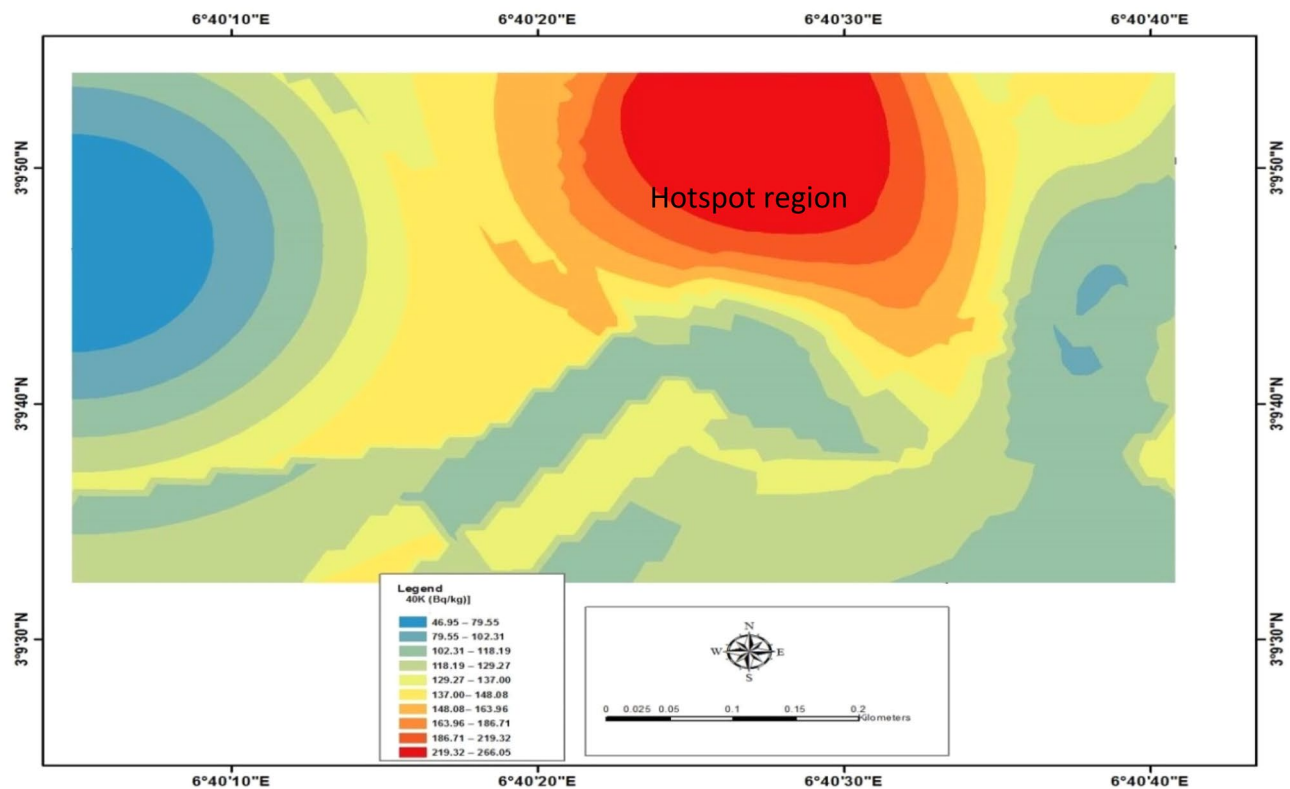 6°40'10"E 6°40'20"E 6°40'30"E 6°40'40"E
3°9'50"N
3°9'50"N
Hotspot region
3°9'40"N
3°9'40"N
3°9'30"N
3°9'30"N
Legend
40K (Bq/kg)]
46.95 – 79.55
79.55 – 102.31
102.31 – 118.19
118.19 – 129.27
129.27 – 137.00
137.00– 148.08
148.08– 163.96
163.96 – 186.71
186.71 – 219.32
219.32 – 266.05
N
W E
S
0 0.025 0.05 0.1 0.15 0.2
Kilometers
6°40'10"E 6°40'20"E 6°40'30"E 6°40'40"E